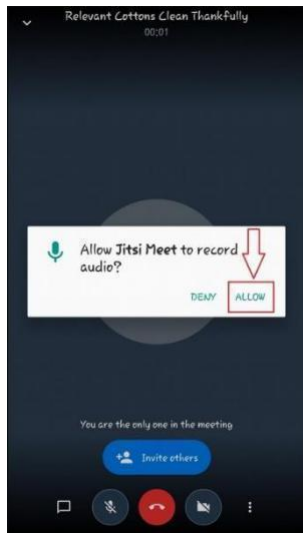 Relevant Cottons Clean Thankfully
00:01
Allow Jitsi Meet to record
audio?
DENY ALLOW
You are the only one in the meeting
Invite others